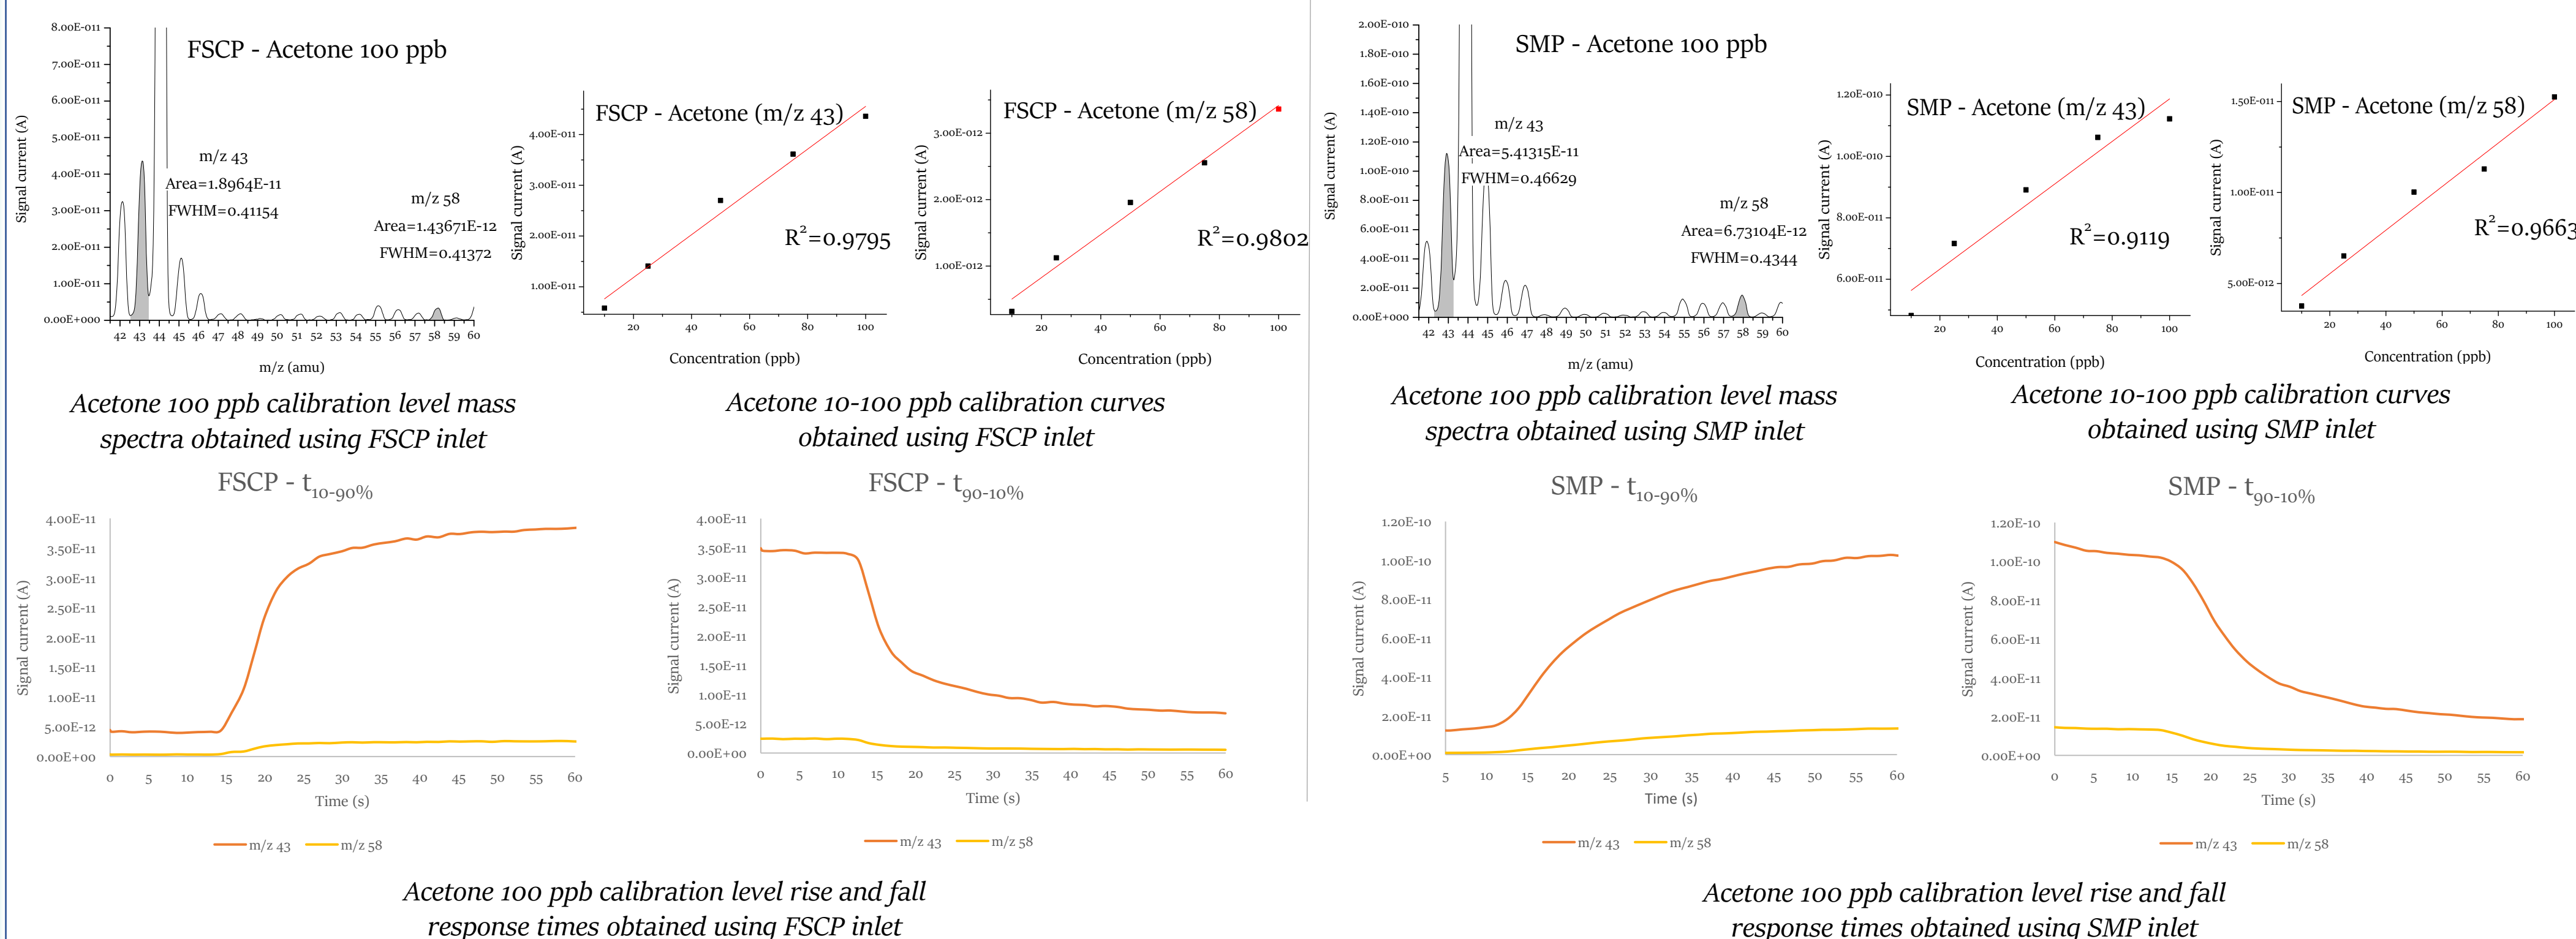 FSCP - Acetone 100 ppb
8.00E-011
7.00E-011
6.00E-011
5.00E-011
4.00E-011
3.00E-011
2.00E-011
1.00E-011
0.00E+000
Signal current (A)
m/z 43
Area=1.8964E-11
FWHM=0.41154
m/z 58
Area=1.43671E-12
FWHM=0.41372
42 43 44 45 46 47 48 49 50 51 52 53 54 55 56 57 58 59 60
m/z (amu)
FSCP - Acetone (m/z 43)
4.00E-011
3.00E-011
2.00E-011
1.00E-011
Signal current (A)
R²=0.9795
20 40 60 80 100
Concentration (ppb)
FSCP - Acetone (m/z 58)
3.00E-012
2.00E-012
1.00E-012
Signal current (A)
R²=0.9802
20 40 60 80 100
Concentration (ppb)
Acetone 100 ppb calibration level mass
spectra obtained using FSCP inlet
Acetone 10-100 ppb calibration curves
obtained using FSCP inlet
SMP - Acetone 100 ppb
2.00E-010
1.80E-010
1.60E-010
1.40E-010
1.20E-010
1.00E-010
8.00E-011
6.00E-011
4.00E-011
2.00E-011
0.00E+000
Signal current (A)
m/z 43
Area=5.41315E-11
FWHM=0.46629
m/z 58
Area=6.73104E-12
FWHM=0.4344
42 43 44 45 46 47 48 49 50 51 52 53 54 55 56 57 58 59 60
m/z (amu)
SMP - Acetone (m/z 43)
1.20E-010
1.00E-010
8.00E-011
6.00E-011
Signal current (A)
R²=0.9119
20 40 60 80 100
Concentration (ppb)
SMP - Acetone (m/z 58)
1.50E-011
1.00E-011
5.00E-012
Signal current (A)
R²=0.9663
20 40 60 80 100
Concentration (ppb)
Acetone 100 ppb calibration level mass
spectra obtained using SMP inlet
Acetone 10-100 ppb calibration curves
obtained using SMP inlet
FSCP - t10-90%
4.00E-11
3.50E-11
3.00E-11
2.50E-11
2.00E-11
1.50E-11
1.00E-11
5.00E-12
0.00E+00
Signal current (A)
0 5 10 15 20 25 30 35 40 45 50 55 60
Time (s)
m/z 43 m/z 58
FSCP - t90-10%
4.00E-11
3.50E-11
3.00E-11
2.50E-11
2.00E-11
1.50E-11
1.00E-11
5.00E-12
0.00E+00
Signal current (A)
0 5 10 15 20 25 30 35 40 45 50 55 60
Time (s)
m/z 43 m/z 58
Acetone 100 ppb calibration level rise and fall
response times obtained using FSCP inlet
SMP - t10-90%
1.20E-10
1.00E-10
8.00E-11
6.00E-11
4.00E-11
2.00E-11
0.00E+00
Signal current (A)
5 10 15 20 25 30 35 40 45 50 55 60
Time (s)
m/z 43 m/z 58
SMP - t90-10%
1.20E-10
1.00E-10
8.00E-11
6.00E-11
4.00E-11
2.00E-11
0.00E+00
Signal current (A)
0 5 10 15 20 25 30 35 40 45 50 55 60
Time (s)
m/z 43 m/z 58
Acetone 100 ppb calibration level rise and fall
response times obtained using SMP inlet